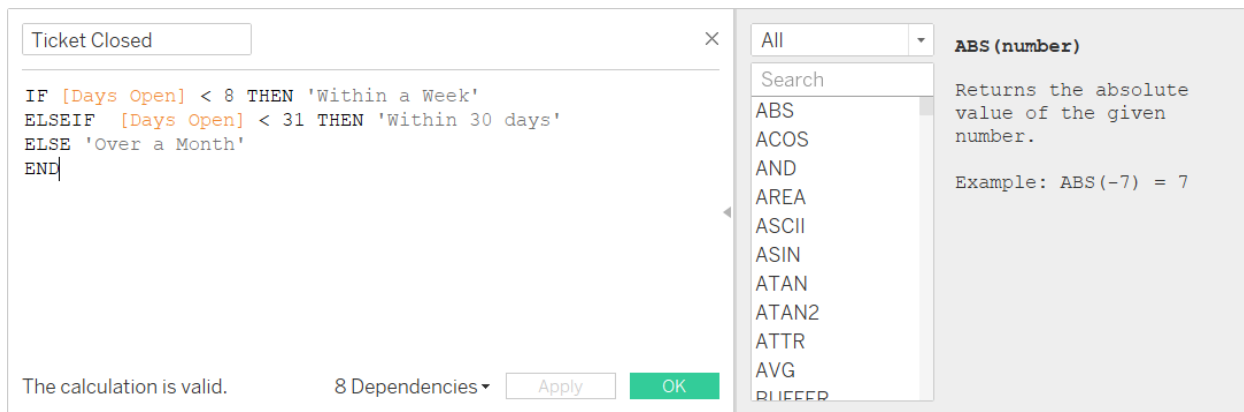 Ticket Closed
IF [Days Open] < 8 THEN 'Within a Week'
ELSEIF  [Days Open] < 31 THEN 'Within 30 days'
ELSE 'Over a Month'
END
The calculation is valid.
8 Dependencies
Apply
OK
All
Search
ABS
ACOS
AND
AREA
ASCII
ASIN
ATAN
ATAN2
ATTR
AVG
BUFFER
ABS(number)
Returns the absolute
value of the given
number.
Example: ABS(-7) = 7